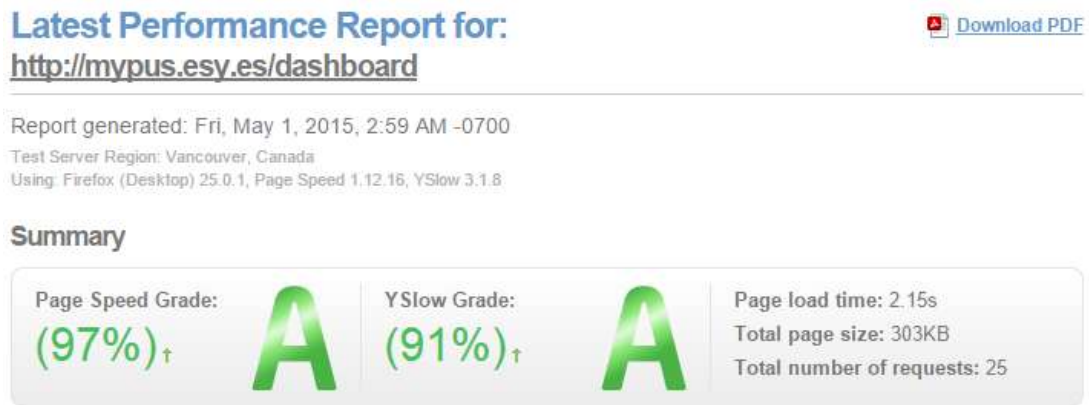 Latest Performance Report for:
Download PDF
http://mypus.esy.es/dashboard
Report generated: Fri, May 1, 2015, 2:59 AM -0700
Test Server Region: Vancouver, Canada
Using: Firefox (Desktop) 25.0.1, Page Speed 1.12.16, YSlow 3.1.8
Summary
Page Speed Grade:
(97%)↑
A
YSlow Grade:
(91%)↑
A
Page load time: 2.15s
Total page size: 303KB
Total number of requests: 25